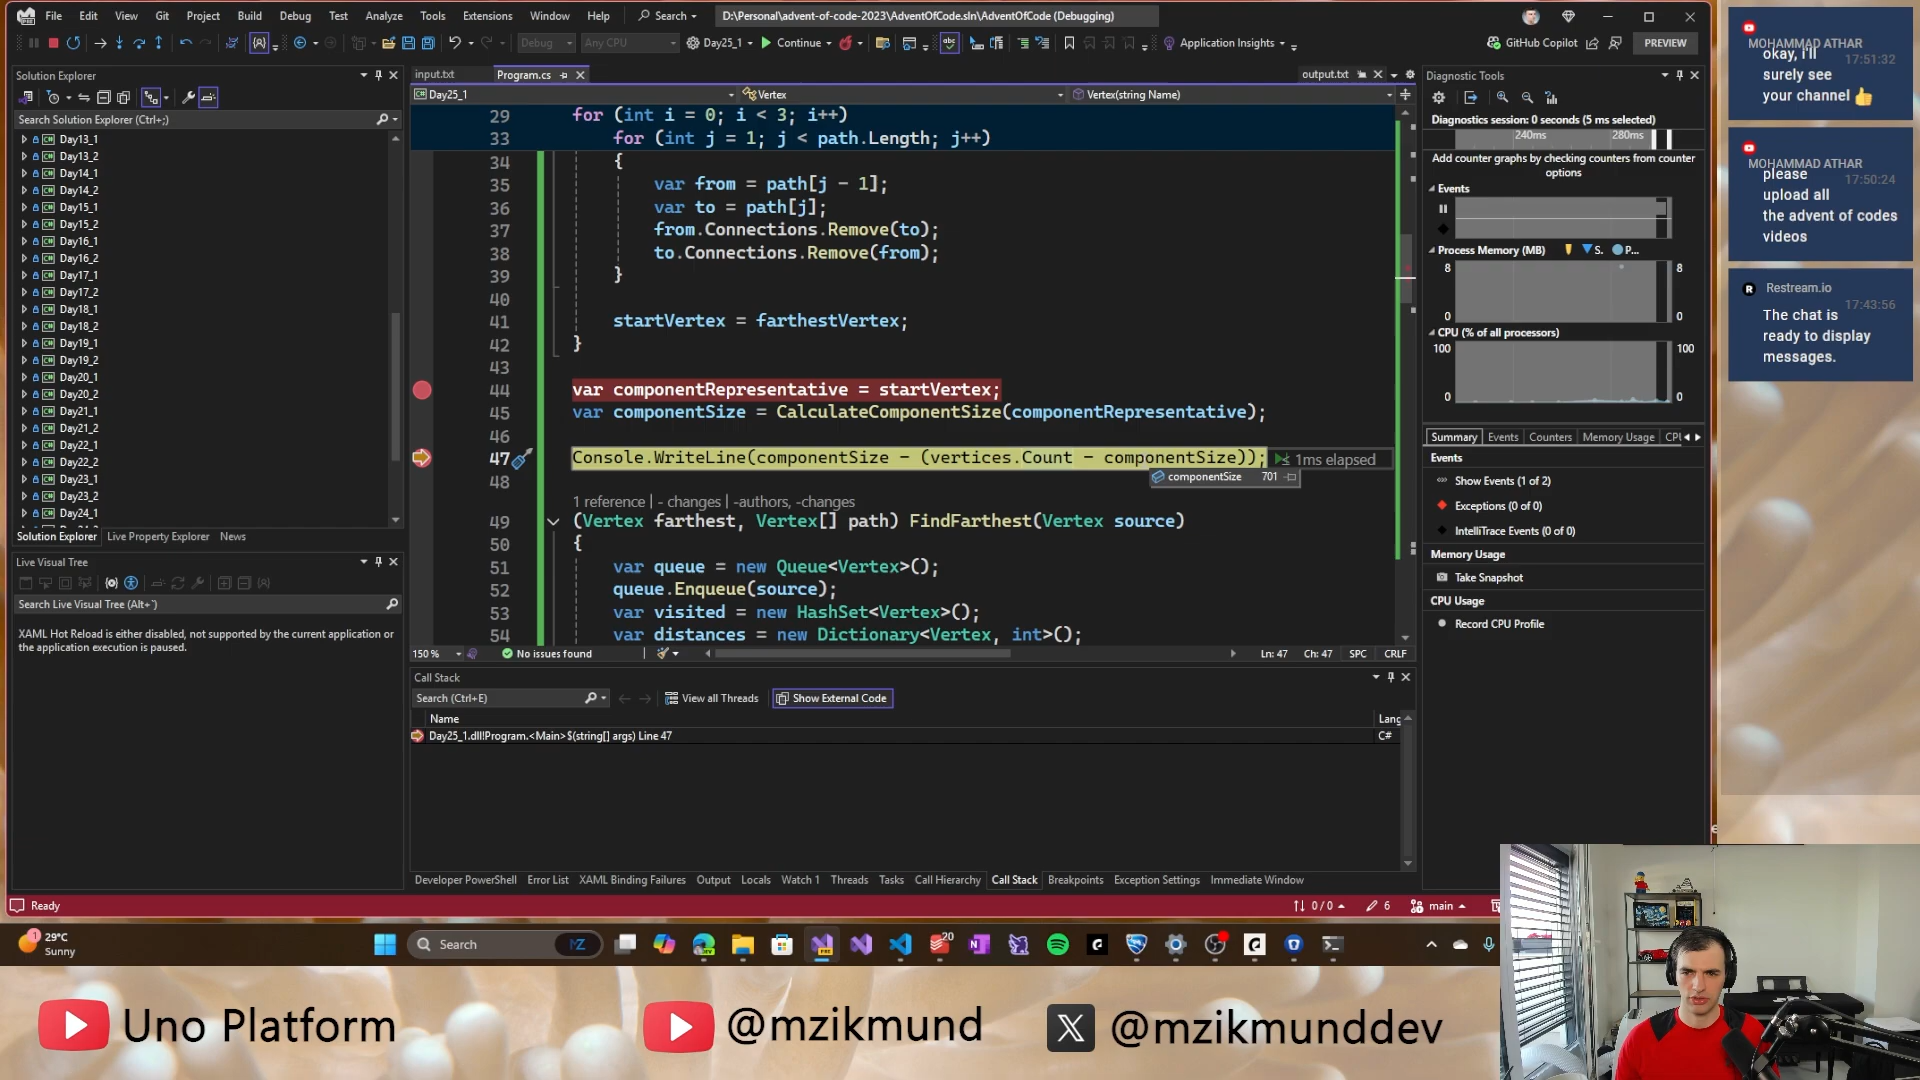 File Edit View Git Project Build Debug Test Analyze Tools Extensions Window Help Search D:\Personal\advent-of-code-2023\AdventOfCode.sln\AdventOfCode (Debugging)
Debug Any CPU Day25_1 Continue Application Insights GitHub Copilot PREVIEW
Solution Explorer
Search Solution Explorer (Ctrl+;)
Day13_1
Day13_2
Day14_1
Day14_2
Day15_1
Day15_2
Day16_1
Day16_2
Day17_1
Day17_2
Day18_1
Day18_2
Day19_1
Day19_2
Day20_1
Day20_2
Day21_1
Day21_2
Day22_1
Day22_2
Day23_1
Day23_2
Day24_1
Solution Explorer Live Property Explorer News
Live Visual Tree
Search Live Visual Tree (Alt+`)
XAML Hot Reload is either disabled, not supported by the current application or
the application execution is paused.
input.txt Program.cs output.txt
Day25_1 Vertex Vertex(string Name)
29 for (int i = 0; i < 3; i++)
33 for (int j = 1; j < path.Length; j++)
34 {
35 var from = path[j - 1];
36 var to = path[j];
37 from.Connections.Remove(to);
38 to.Connections.Remove(from);
39 }
40
41 startVertex = farthestVertex;
42 }
43
44 var componentRepresentative = startVertex;
45 var componentSize = CalculateComponentSize(componentRepresentative);
46
47 Console.WriteLine(componentSize - (vertices.Count - componentSize)); ≤ 1ms elapsed
componentSize 701
48
1 reference | - changes | -authors, -changes
49 (Vertex farthest, Vertex[] path) FindFarthest(Vertex source)
50 {
51 var queue = new Queue<Vertex>();
52 queue.Enqueue(source);
53 var visited = new HashSet<Vertex>();
54 var distances = new Dictionary<Vertex, int>();
150 % No issues found Ln: 47 Ch: 47 SPC CRLF
Call Stack
Search (Ctrl+E) View all Threads Show External Code
Name Lang
Day25_1.dll!Program.<Main>$(string[] args) Line 47 C#
Developer PowerShell Error List XAML Binding Failures Output Locals Watch 1 Threads Tasks Call Hierarchy Call Stack Breakpoints Exception Settings Immediate Window
Diagnostic Tools
Diagnostics session: 0 seconds (5 ms selected)
240ms 280ms
Add counter graphs by checking counters from counter
options
Events
Process Memory (MB) S. P...
8 8
0 0
CPU (% of all processors)
100 100
0 0
Summary Events Counters Memory Usage CPU
Events
Show Events (1 of 2)
Exceptions (0 of 0)
IntelliTrace Events (0 of 0)
Memory Usage
Take Snapshot
CPU Usage
Record CPU Profile
Ready 0 / 0 6 main
MOHAMMAD ATHAR
17:51:32
okay, i'll
surely see
your channel 👍
MOHAMMAD ATHAR
17:50:24
please
upload all
the advent of codes
videos
Restream.io
17:43:56
The chat is
ready to display
messages.
29°C
Sunny
Search
MZ
20
Uno Platform @mzikmund @mzikmunddev